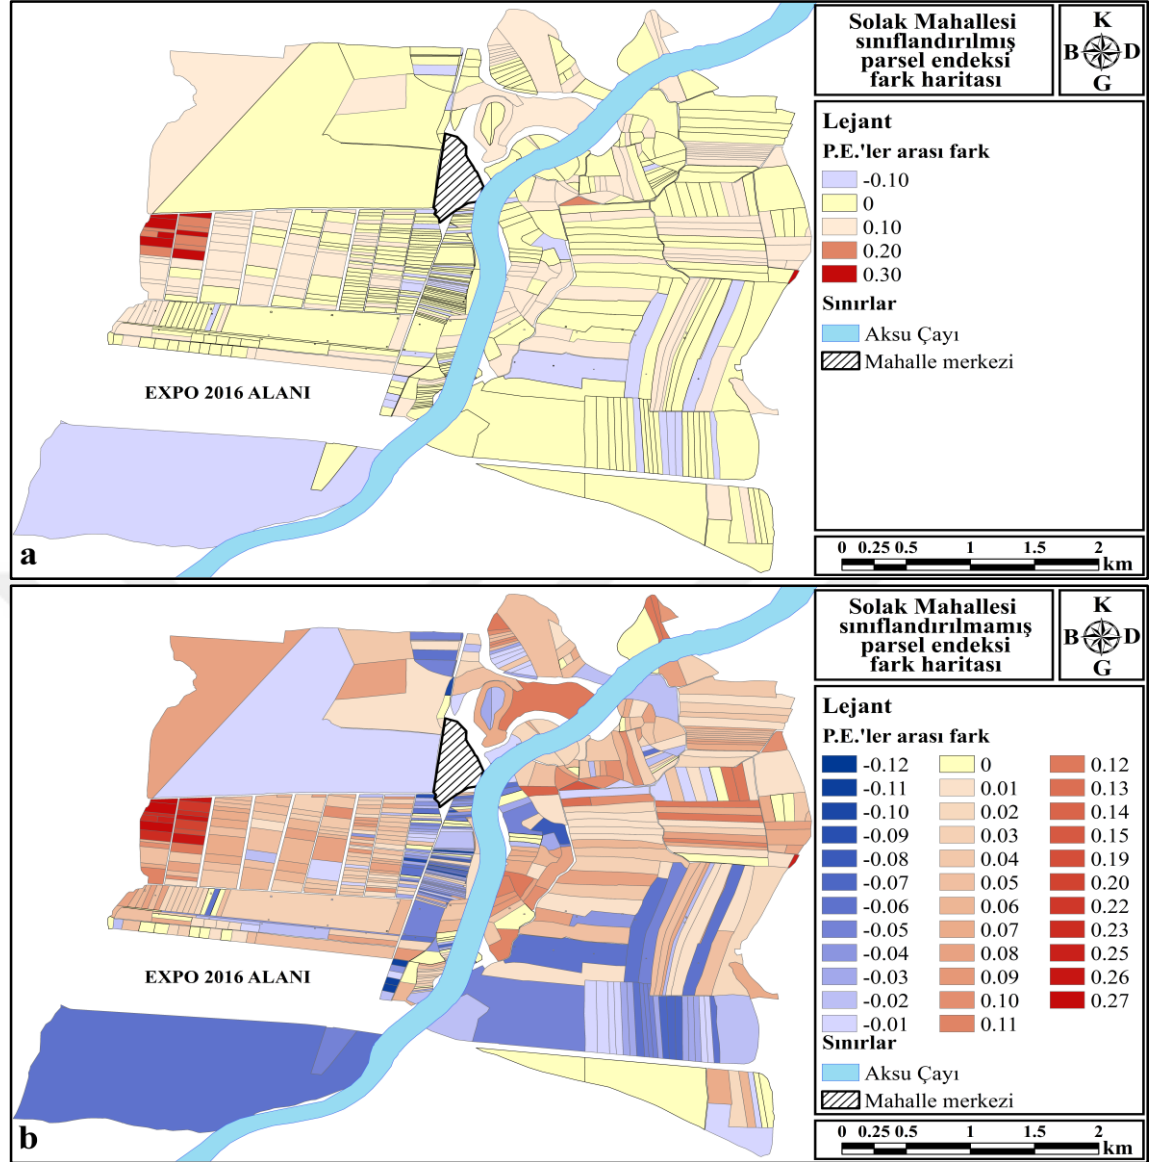 Solak Mahallesi
sınıflandırılmış
parsel endeksi
fark haritası
K
B D
G
Lejant
P.E.'ler arası fark
-0.10
0
0.10
0.20
0.30
Sınırlar
Aksu Çayı
Mahalle merkezi
EXPO 2016 ALANI
a
0 0.25 0.5 1 1.5 2
km
Solak Mahallesi
sınıflandırılmamış
parsel endeksi
fark haritası
K
B D
G
Lejant
P.E.'ler arası fark
-0.12 0 0.12
-0.11 0.01 0.13
-0.10 0.02 0.14
-0.09 0.03 0.15
-0.08 0.04 0.19
-0.07 0.05 0.20
-0.06 0.06 0.22
-0.05 0.07 0.23
-0.04 0.08 0.25
-0.03 0.09 0.26
-0.02 0.10 0.27
-0.01 0.11
Sınırlar
Aksu Çayı
Mahalle merkezi
EXPO 2016 ALANI
b
0 0.25 0.5 1 1.5 2
km